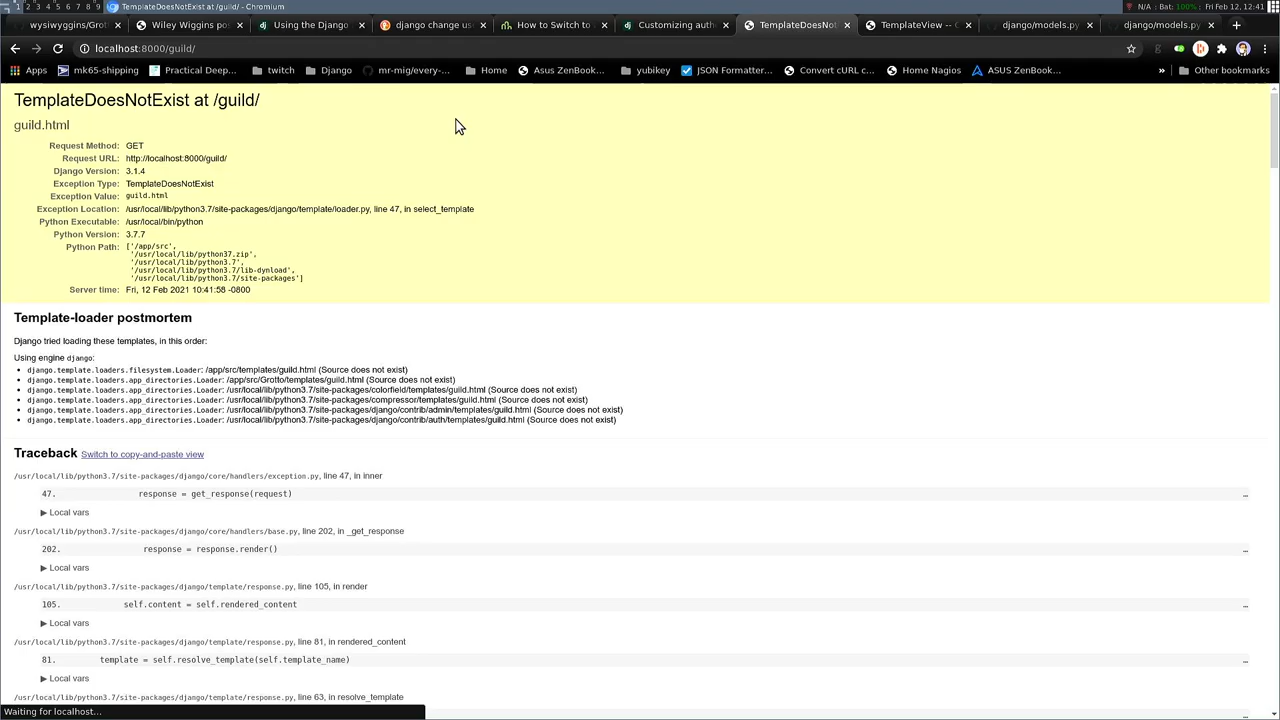 1 2 3 4 5 6 7 8 9 TemplateDoesNotExist at /guild/ - Chromium N/A Bat: 100% Fri, Feb 12, 12:41
wysiwyggins/Grott Wiley Wiggins pos Using the Django django change use How to Switch to Customizing auth TemplateDoesNot TemplateView -- C django/models.py django/models.py
localhost:8000/guild/
Apps mk65-shipping Practical Deep... twitch Django mr-mig/every-... Home Asus ZenBook... yubikey JSON Formatter... Convert cURL c... Home Nagios ASUS ZenBook... » Other bookmarks
TemplateDoesNotExist at /guild/
guild.html
Request Method: GET
Request URL: http://localhost:8000/guild/
Django Version: 3.1.4
Exception Type: TemplateDoesNotExist
Exception Value: guild.html
Exception Location: /usr/local/lib/python3.7/site-packages/django/template/loader.py, line 47, in select_template
Python Executable: /usr/local/bin/python
Python Version: 3.7.7
Python Path: ['/app/src',
'/usr/local/lib/python37.zip',
'/usr/local/lib/python3.7',
'/usr/local/lib/python3.7/lib-dynload',
'/usr/local/lib/python3.7/site-packages']
Server time: Fri, 12 Feb 2021 10:41:58 -0800
Template-loader postmortem
Django tried loading these templates, in this order:
Using engine django:
• django.template.loaders.filesystem.Loader: /app/src/templates/guild.html (Source does not exist)
• django.template.loaders.app_directories.Loader: /app/src/Grotto/templates/guild.html (Source does not exist)
• django.template.loaders.app_directories.Loader: /usr/local/lib/python3.7/site-packages/colorfield/templates/guild.html (Source does not exist)
• django.template.loaders.app_directories.Loader: /usr/local/lib/python3.7/site-packages/compressor/templates/guild.html (Source does not exist)
• django.template.loaders.app_directories.Loader: /usr/local/lib/python3.7/site-packages/django/contrib/admin/templates/guild.html (Source does not exist)
• django.template.loaders.app_directories.Loader: /usr/local/lib/python3.7/site-packages/django/contrib/auth/templates/guild.html (Source does not exist)
Traceback Switch to copy-and-paste view
/usr/local/lib/python3.7/site-packages/django/core/handlers/exception.py, line 47, in inner
47. response = get_response(request) …
▶ Local vars
/usr/local/lib/python3.7/site-packages/django/core/handlers/base.py, line 202, in _get_response
202. response = response.render() …
▶ Local vars
/usr/local/lib/python3.7/site-packages/django/template/response.py, line 105, in render
105. self.content = self.rendered_content …
▶ Local vars
/usr/local/lib/python3.7/site-packages/django/template/response.py, line 81, in rendered_content
81. template = self.resolve_template(self.template_name) …
▶ Local vars
/usr/local/lib/python3.7/site-packages/django/template/response.py, line 63, in resolve_template
Waiting for localhost...